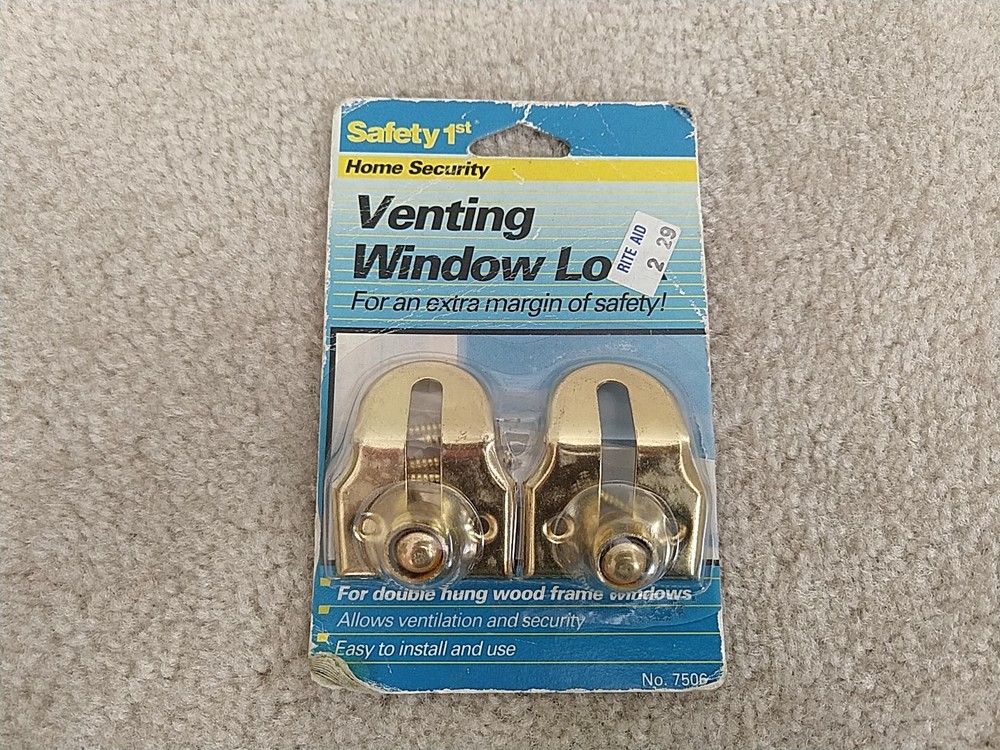 Safety 1st
Home Security
Venting
Window Lo
RITE AID
2 29
For an extra margin of safety!
For double hung wood frame windows
Allows ventilation and security
Easy to install and use
No. 7506